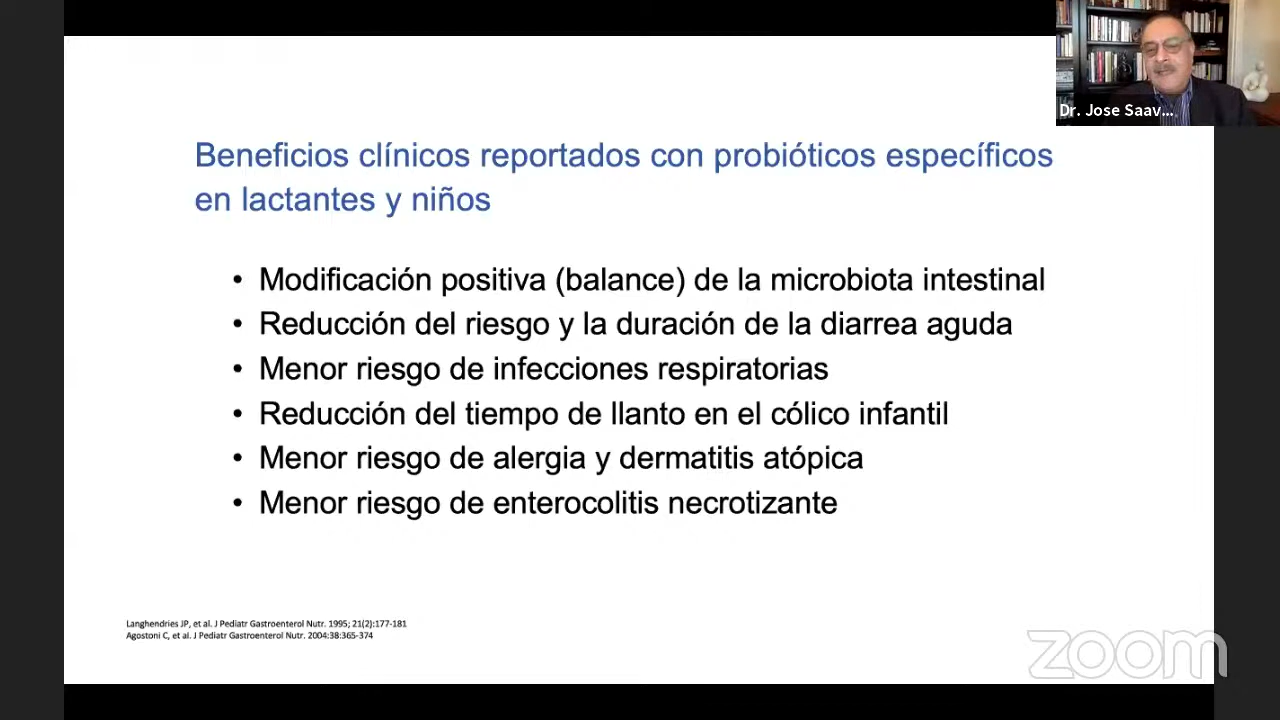 Dr. Jose Saav...
Beneficios clínicos reportados con probióticos específicos
en lactantes y niños
• Modificación positiva (balance) de la microbiota intestinal
• Reducción del riesgo y la duración de la diarrea aguda
• Menor riesgo de infecciones respiratorias
• Reducción del tiempo de llanto en el cólico infantil
• Menor riesgo de alergia y dermatitis atópica
• Menor riesgo de enterocolitis necrotizante
Langhendries JP, et al. J Pediatr Gastroenterol Nutr. 1995; 21(2):177-181
Agostoni C, et al. J Pediatr Gastroenterol Nutr. 2004:38:365-374
zoom